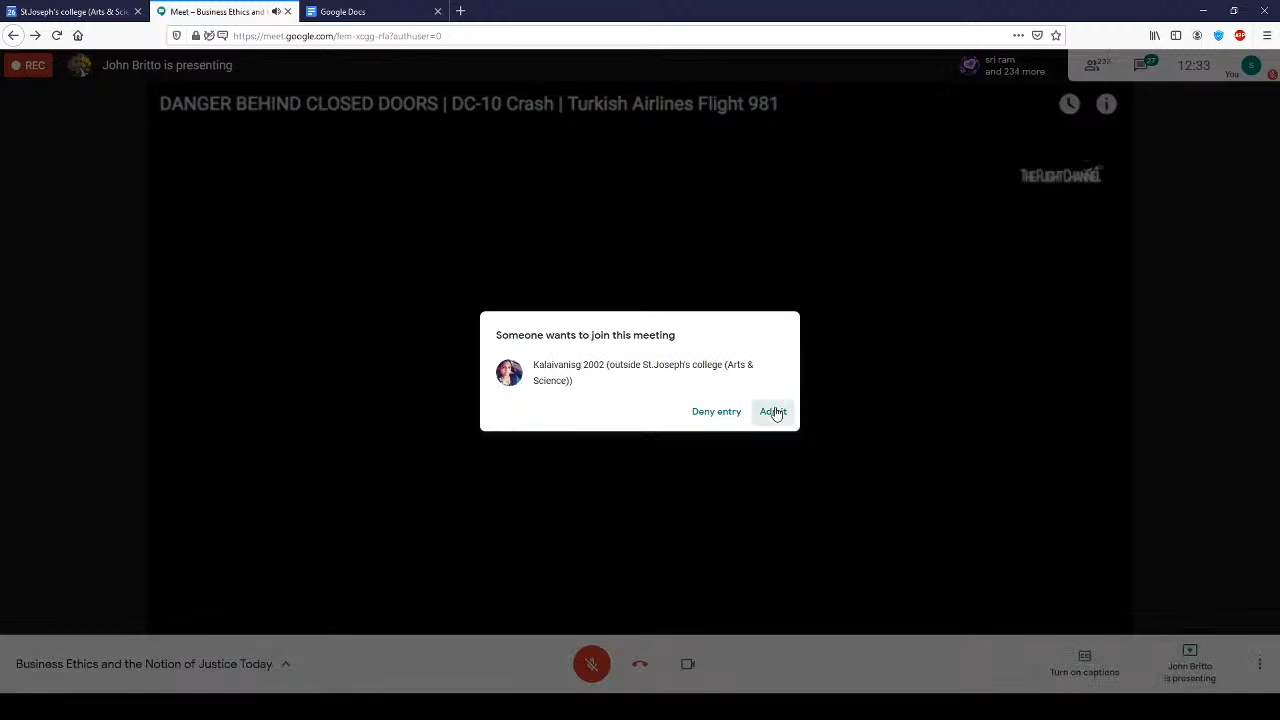 St.Joseph's college (Arts & Sci
Meet – Business Ethics and
Google Docs
https://meet.google.com/fem-xcgg-rfa?authuser=0
REC
John Britto is presenting
sri ram
and 234 more
27
12:33
You
S
DANGER BEHIND CLOSED DOORS | DC-10 Crash | Turkish Airlines Flight 981
THEFLIGHTCHANNEL
Someone wants to join this meeting
Kalaivanisg 2002 (outside St.Joseph's college (Arts &
Science))
Deny entry
Admit
Business Ethics and the Notion of Justice Today
Turn on captions
John Britto
is presenting